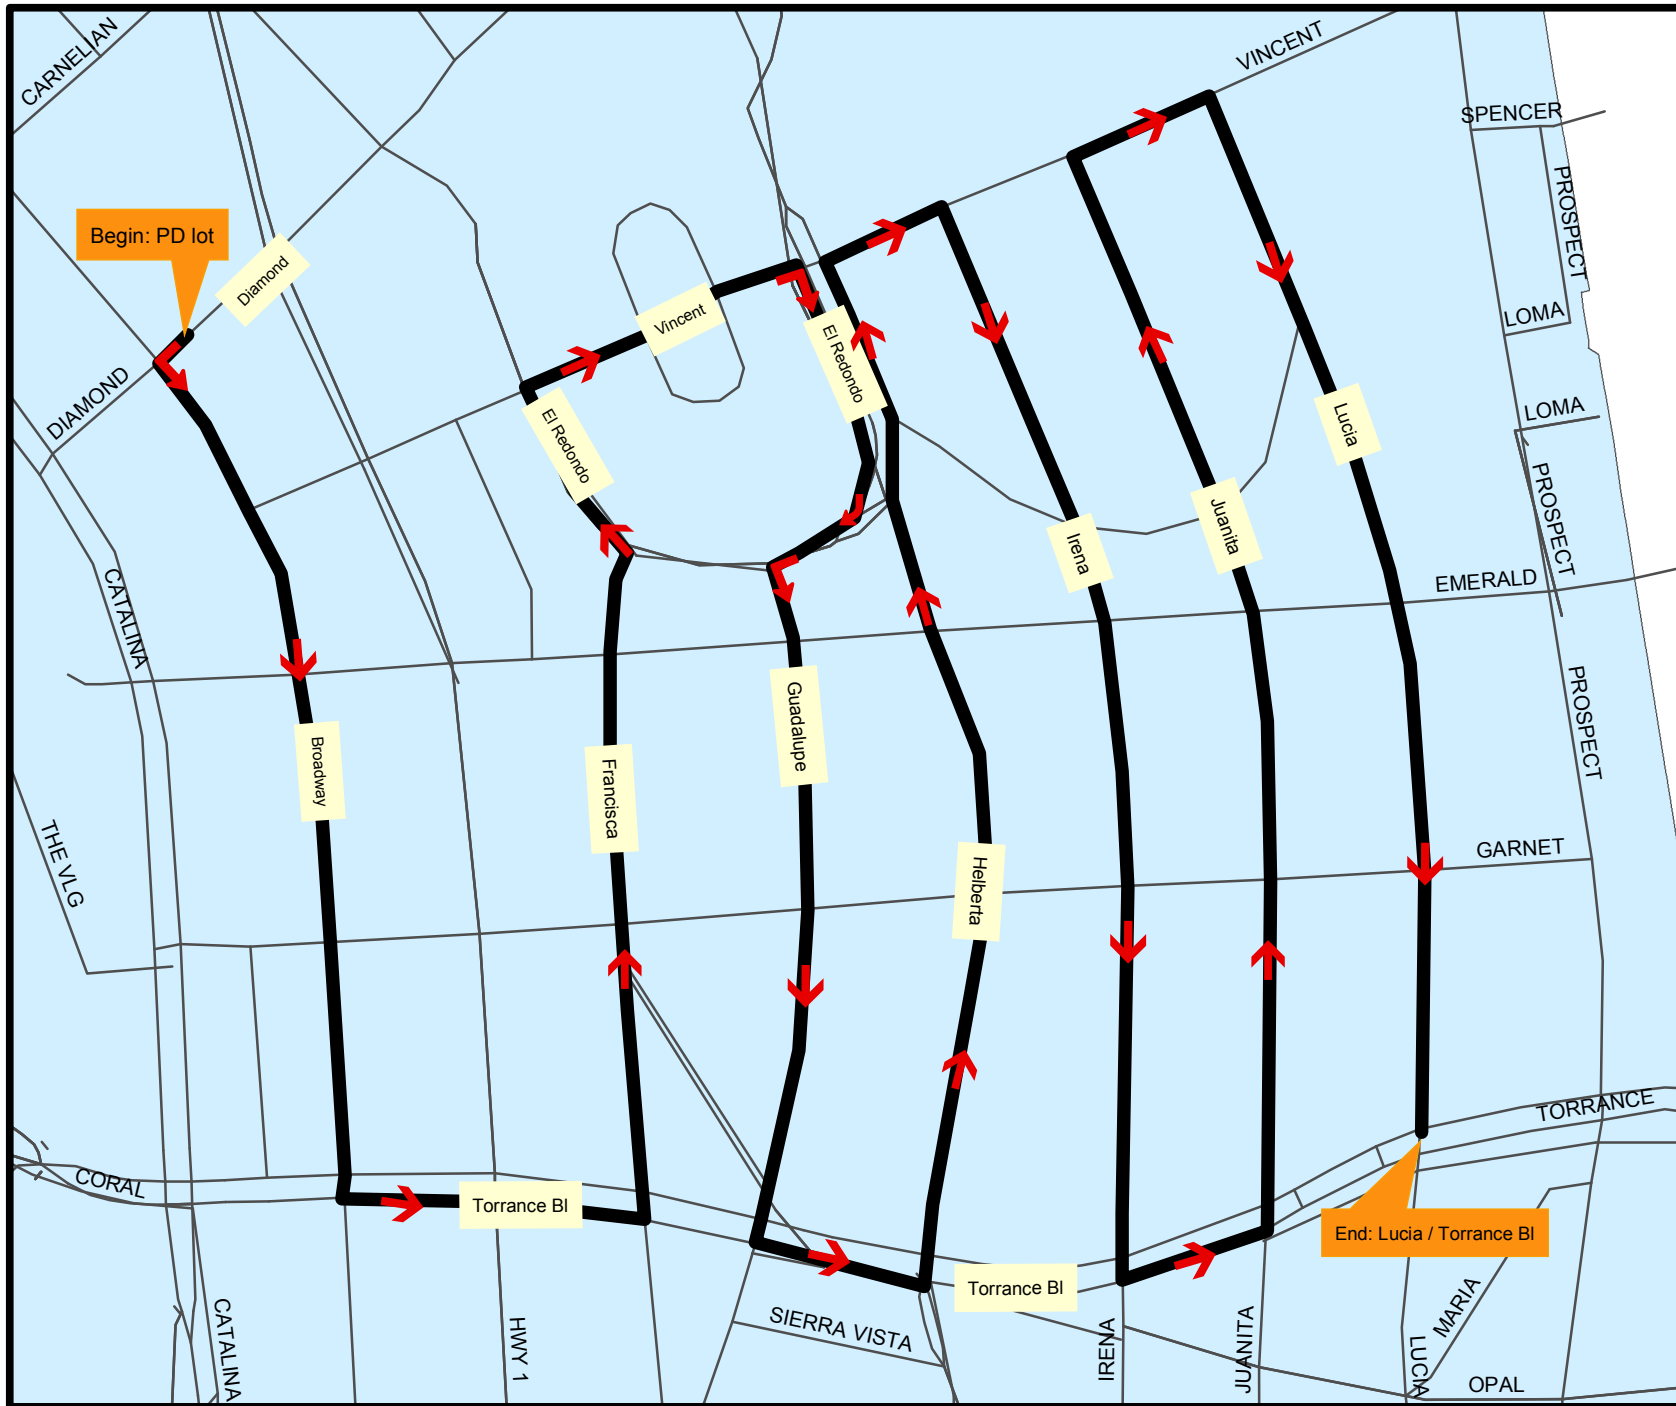 CARNELIAN
VINCENT
SPENCER
PROSPECT
Begin: PD lot
Diamond
LOMA
Vincent
El Redondo
DIAMOND
El Redondo
Lucia
LOMA
PROSPECT
Juanita
Irena
EMERALD
CATALINA
PROSPECT
Guadalupe
Broadway
Francisca
THE VLG
Helberta
GARNET
TORRANCE
CORAL
Torrance Bl
End: Lucia / Torrance Bl
Torrance Bl
SIERRA VISTA
CATALINA
HWY 1
IRENA
JUANITA
LUCIA
MARIA
OPAL